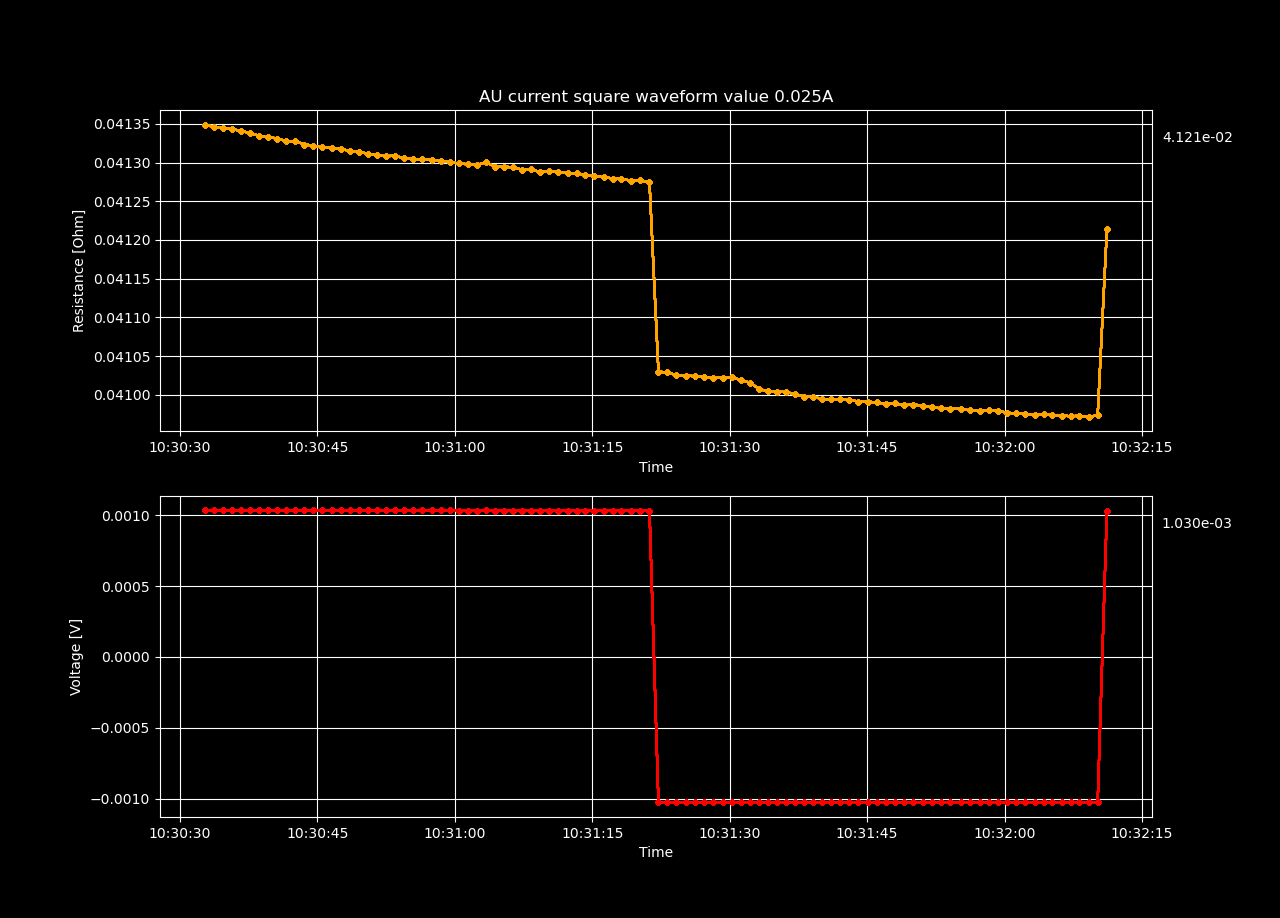 AU current square waveform value 0.025A
0.04135
4.121e-02
0.04130
0.04125
0.04120
0.04115
0.04110
0.04105
0.04100
Resistance [Ohm]
10:30:30 10:30:45 10:31:00 10:31:15 10:31:30 10:31:45 10:32:00 10:32:15
Time
0.0010
1.030e-03
0.0005
0.0000
−0.0005
−0.0010
Voltage [V]
10:30:30 10:30:45 10:31:00 10:31:15 10:31:30 10:31:45 10:32:00 10:32:15
Time